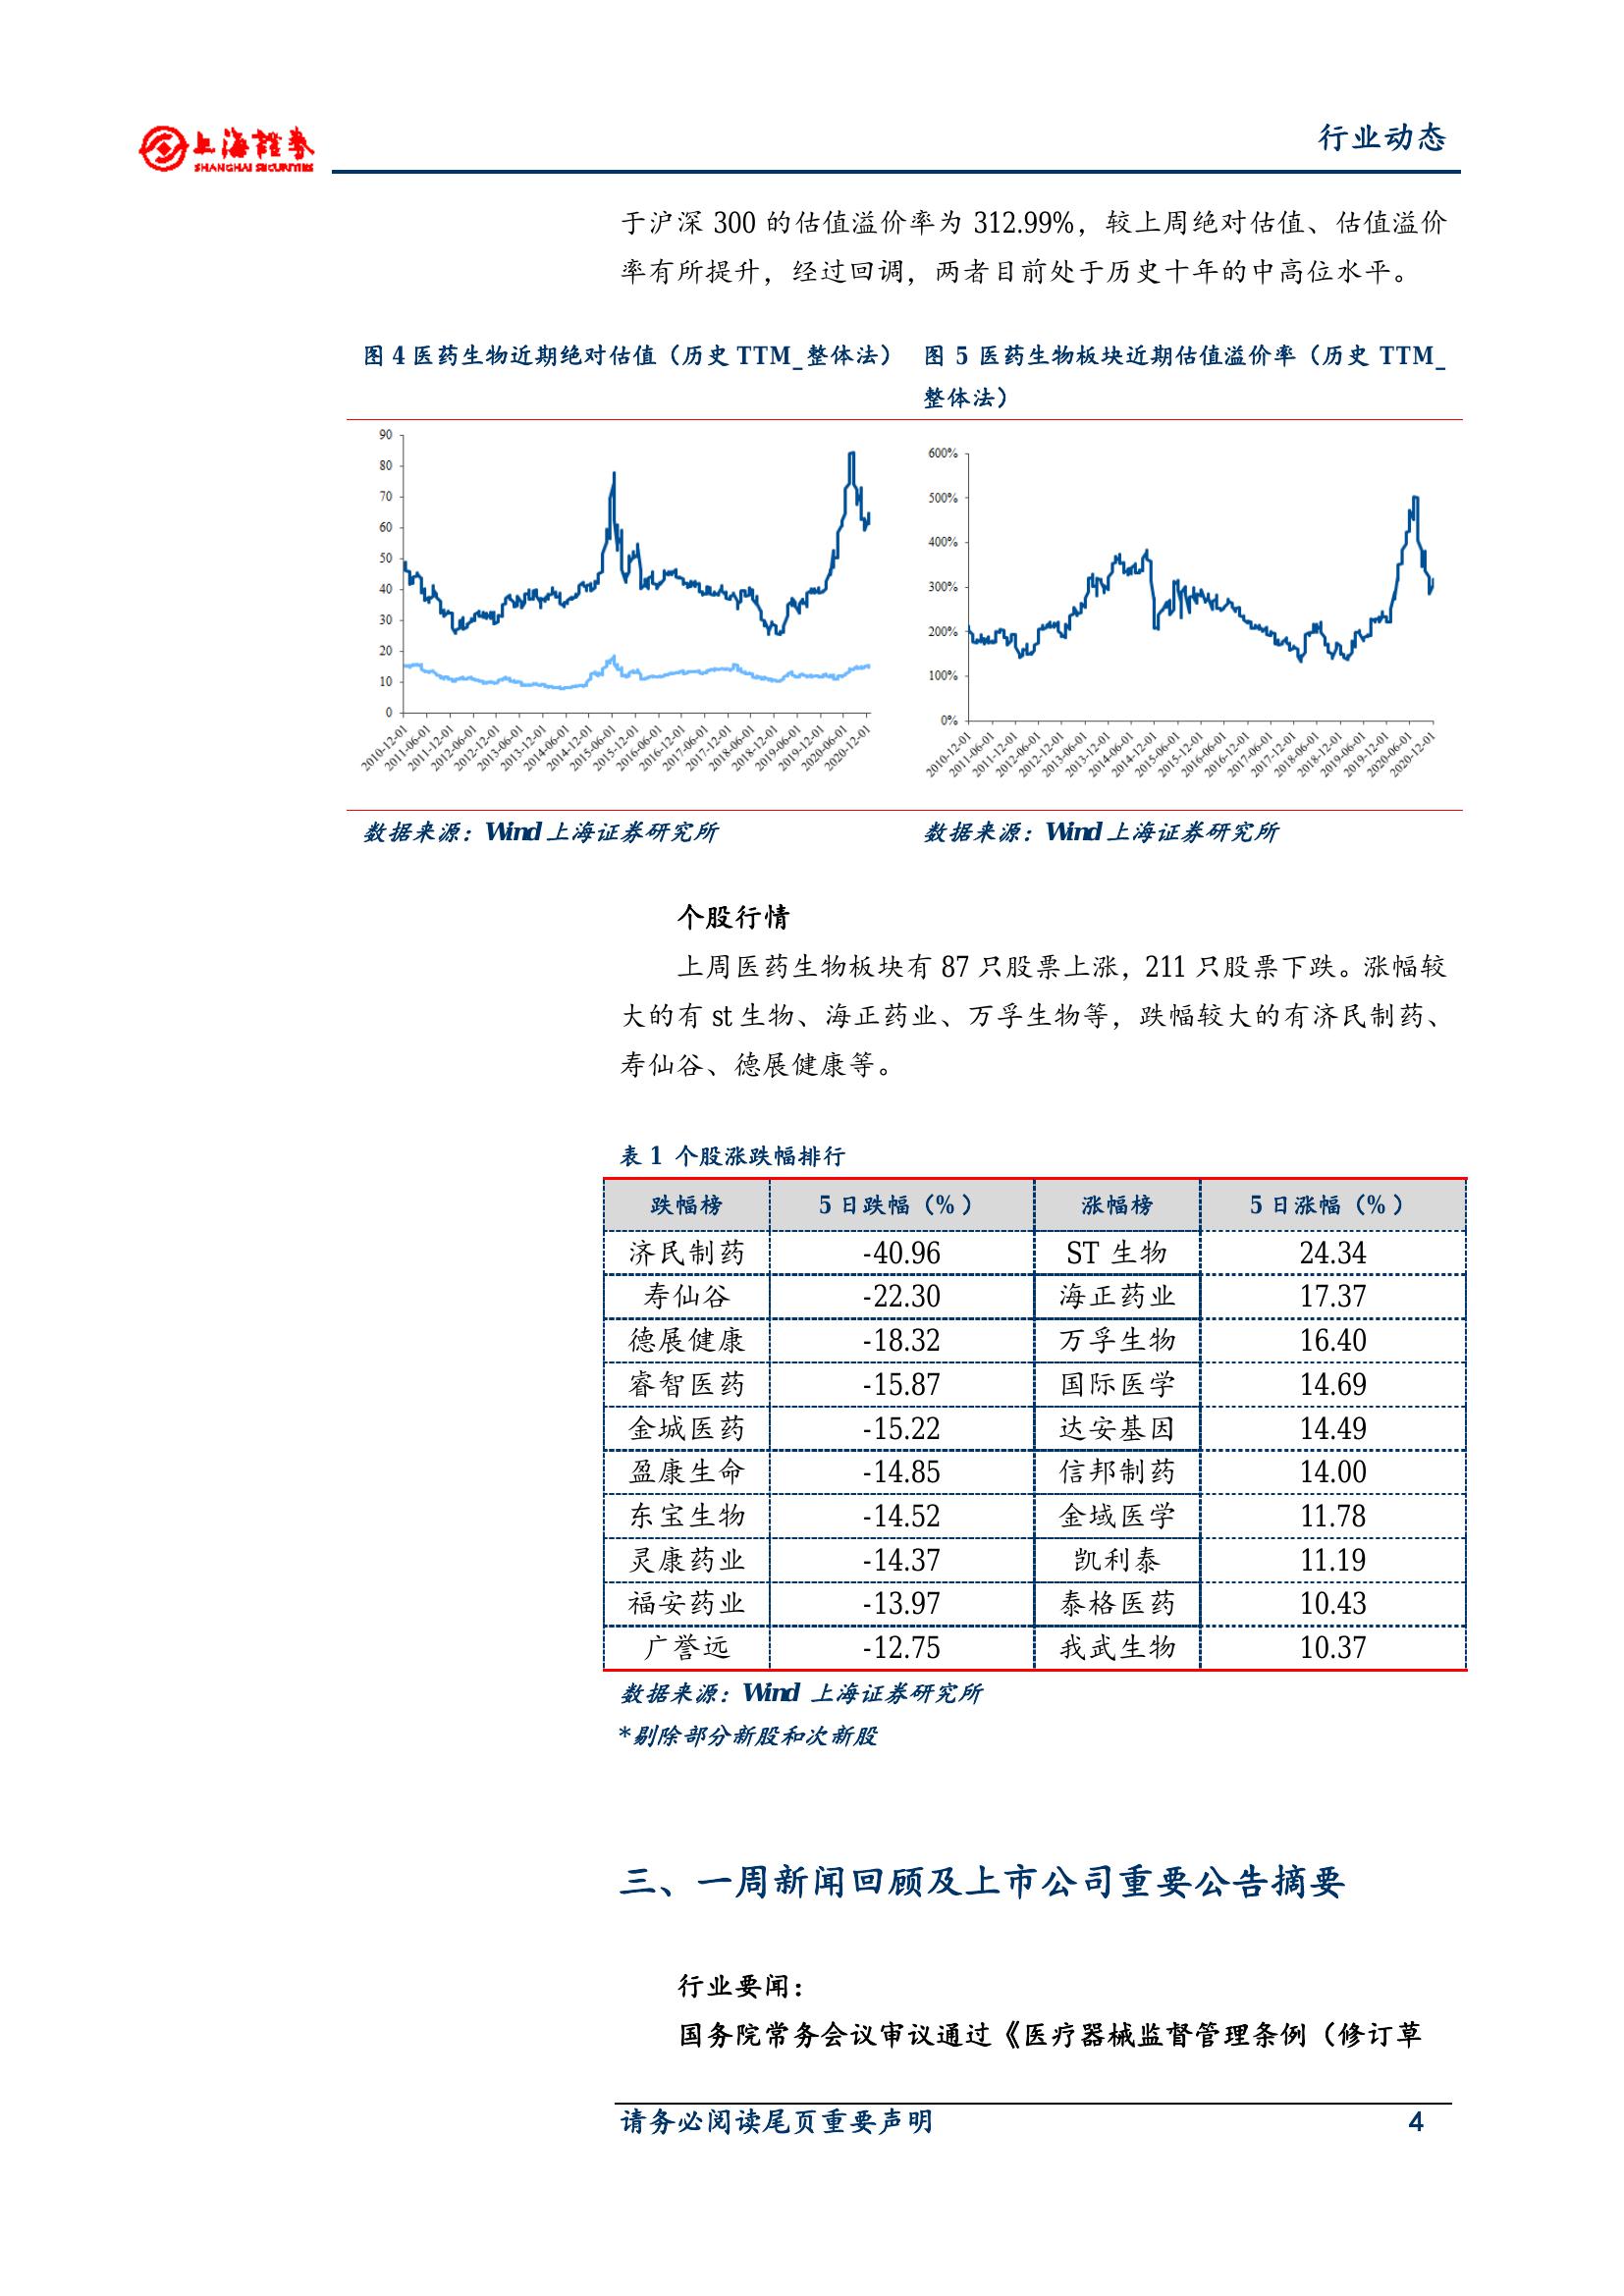 上海證券
SHANGHAI SECURITIES
行业动态
于沪深 300 的估值溢价率为 312.99%，较上周绝对估值、估值溢价
率有所提升，经过回调，两者目前处于历史十年的中高位水平。
图 4 医药生物近期绝对估值（历史 TTM_整体法）
图 5 医药生物板块近期估值溢价率（历史 TTM_
整体法）
90
80
70
60
50
40
30
20
10
0
2010-12-01
2011-06-01
2011-12-01
2012-06-01
2012-12-01
2013-06-01
2013-12-01
2014-06-01
2014-12-01
2015-06-01
2015-12-01
2016-06-01
2016-12-01
2017-06-01
2017-12-01
2018-06-01
2018-12-01
2019-06-01
2019-12-01
2020-06-01
2020-12-01
600%
500%
400%
300%
200%
100%
0%
2010-12-01
2011-06-01
2011-12-01
2012-06-01
2012-12-01
2013-06-01
2013-12-01
2014-06-01
2014-12-01
2015-06-01
2015-12-01
2016-06-01
2016-12-01
2017-06-01
2017-12-01
2018-06-01
2018-12-01
2019-06-01
2019-12-01
2020-06-01
2020-12-01
数据来源：Wind 上海证券研究所
数据来源：Wind 上海证券研究所
个股行情
上周医药生物板块有 87 只股票上涨，211 只股票下跌。涨幅较
大的有 st 生物、海正药业、万孚生物等，跌幅较大的有济民制药、
寿仙谷、德展健康等。
表 1 个股涨跌幅排行
跌幅榜 5 日跌幅（%） 涨幅榜 5 日涨幅（%）
济民制药 -40.96 ST 生物 24.34
寿仙谷 -22.30 海正药业 17.37
德展健康 -18.32 万孚生物 16.40
睿智医药 -15.87 国际医学 14.69
金城医药 -15.22 达安基因 14.49
盈康生命 -14.85 信邦制药 14.00
东宝生物 -14.52 金域医学 11.78
灵康药业 -14.37 凯利泰 11.19
福安药业 -13.97 泰格医药 10.43
广誉远 -12.75 我武生物 10.37
数据来源：Wind 上海证券研究所
*剔除部分新股和次新股
三、一周新闻回顾及上市公司重要公告摘要
行业要闻：
国务院常务会议审议通过《医疗器械监督管理条例（修订草
请务必阅读尾页重要声明 4